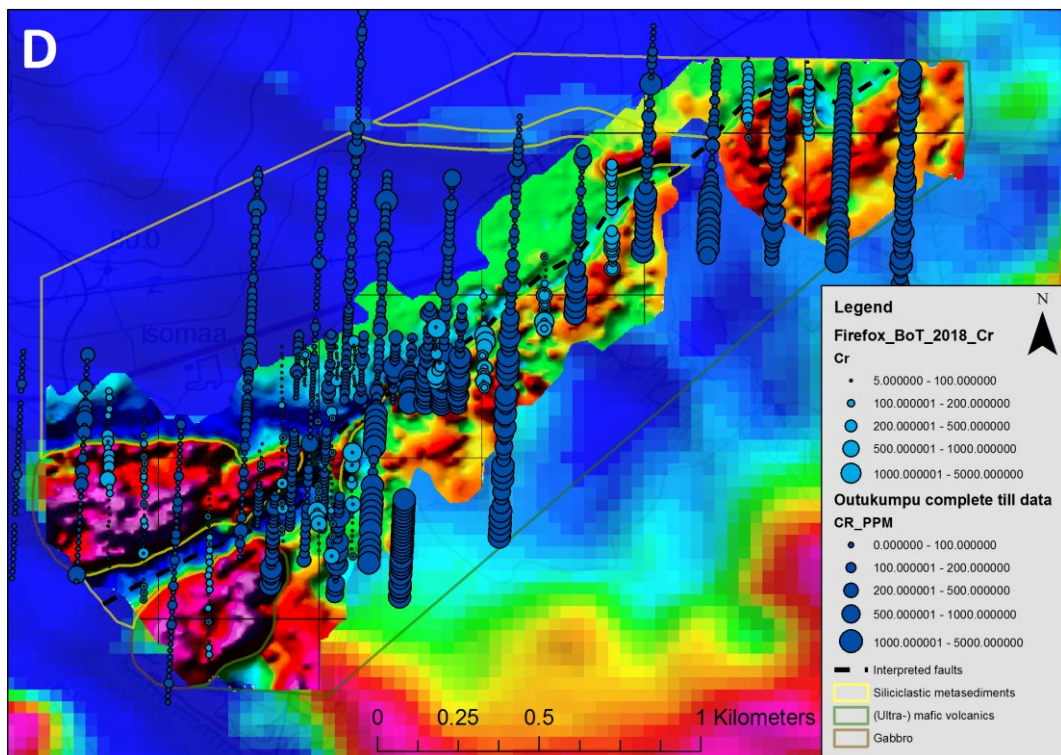 D
80.0
Isomaa
N
Legend
Firefox_BoT_2018_Cr
Cr
5.000000 - 100.000000
100.000001 - 200.000000
200.000001 - 500.000000
500.000001 - 1000.000000
1000.000001 - 5000.000000
Outukumpu complete till data
CR_PPM
0.000000 - 100.000000
100.000001 - 200.000000
200.000001 - 500.000000
500.000001 - 1000.000000
1000.000001 - 5000.000000
Interpreted faults
Siliciclastic metasediments
(Ultra-) mafic volcanics
Gabbro
0 0.25 0.5 1 Kilometers